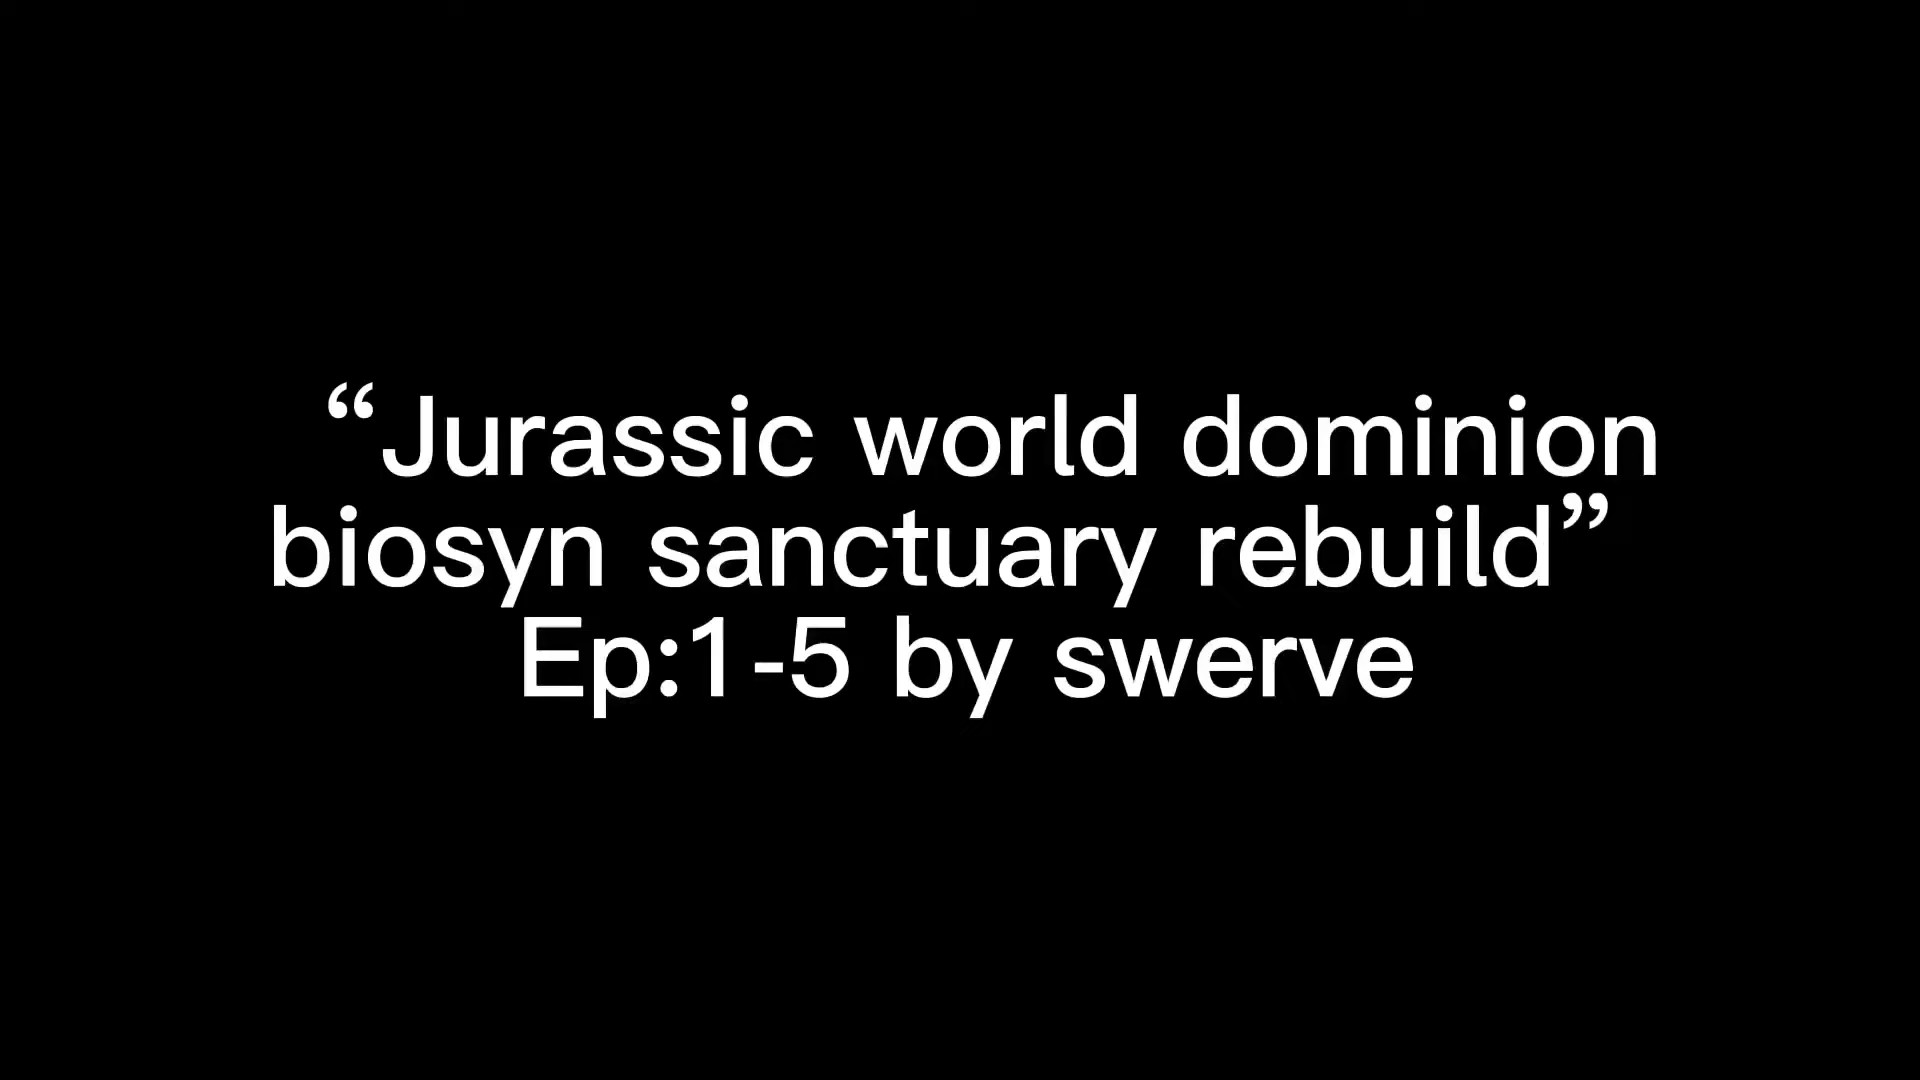 “Jurassic world dominion
biosyn sanctuary rebuild”
Ep:1-5 by swerve